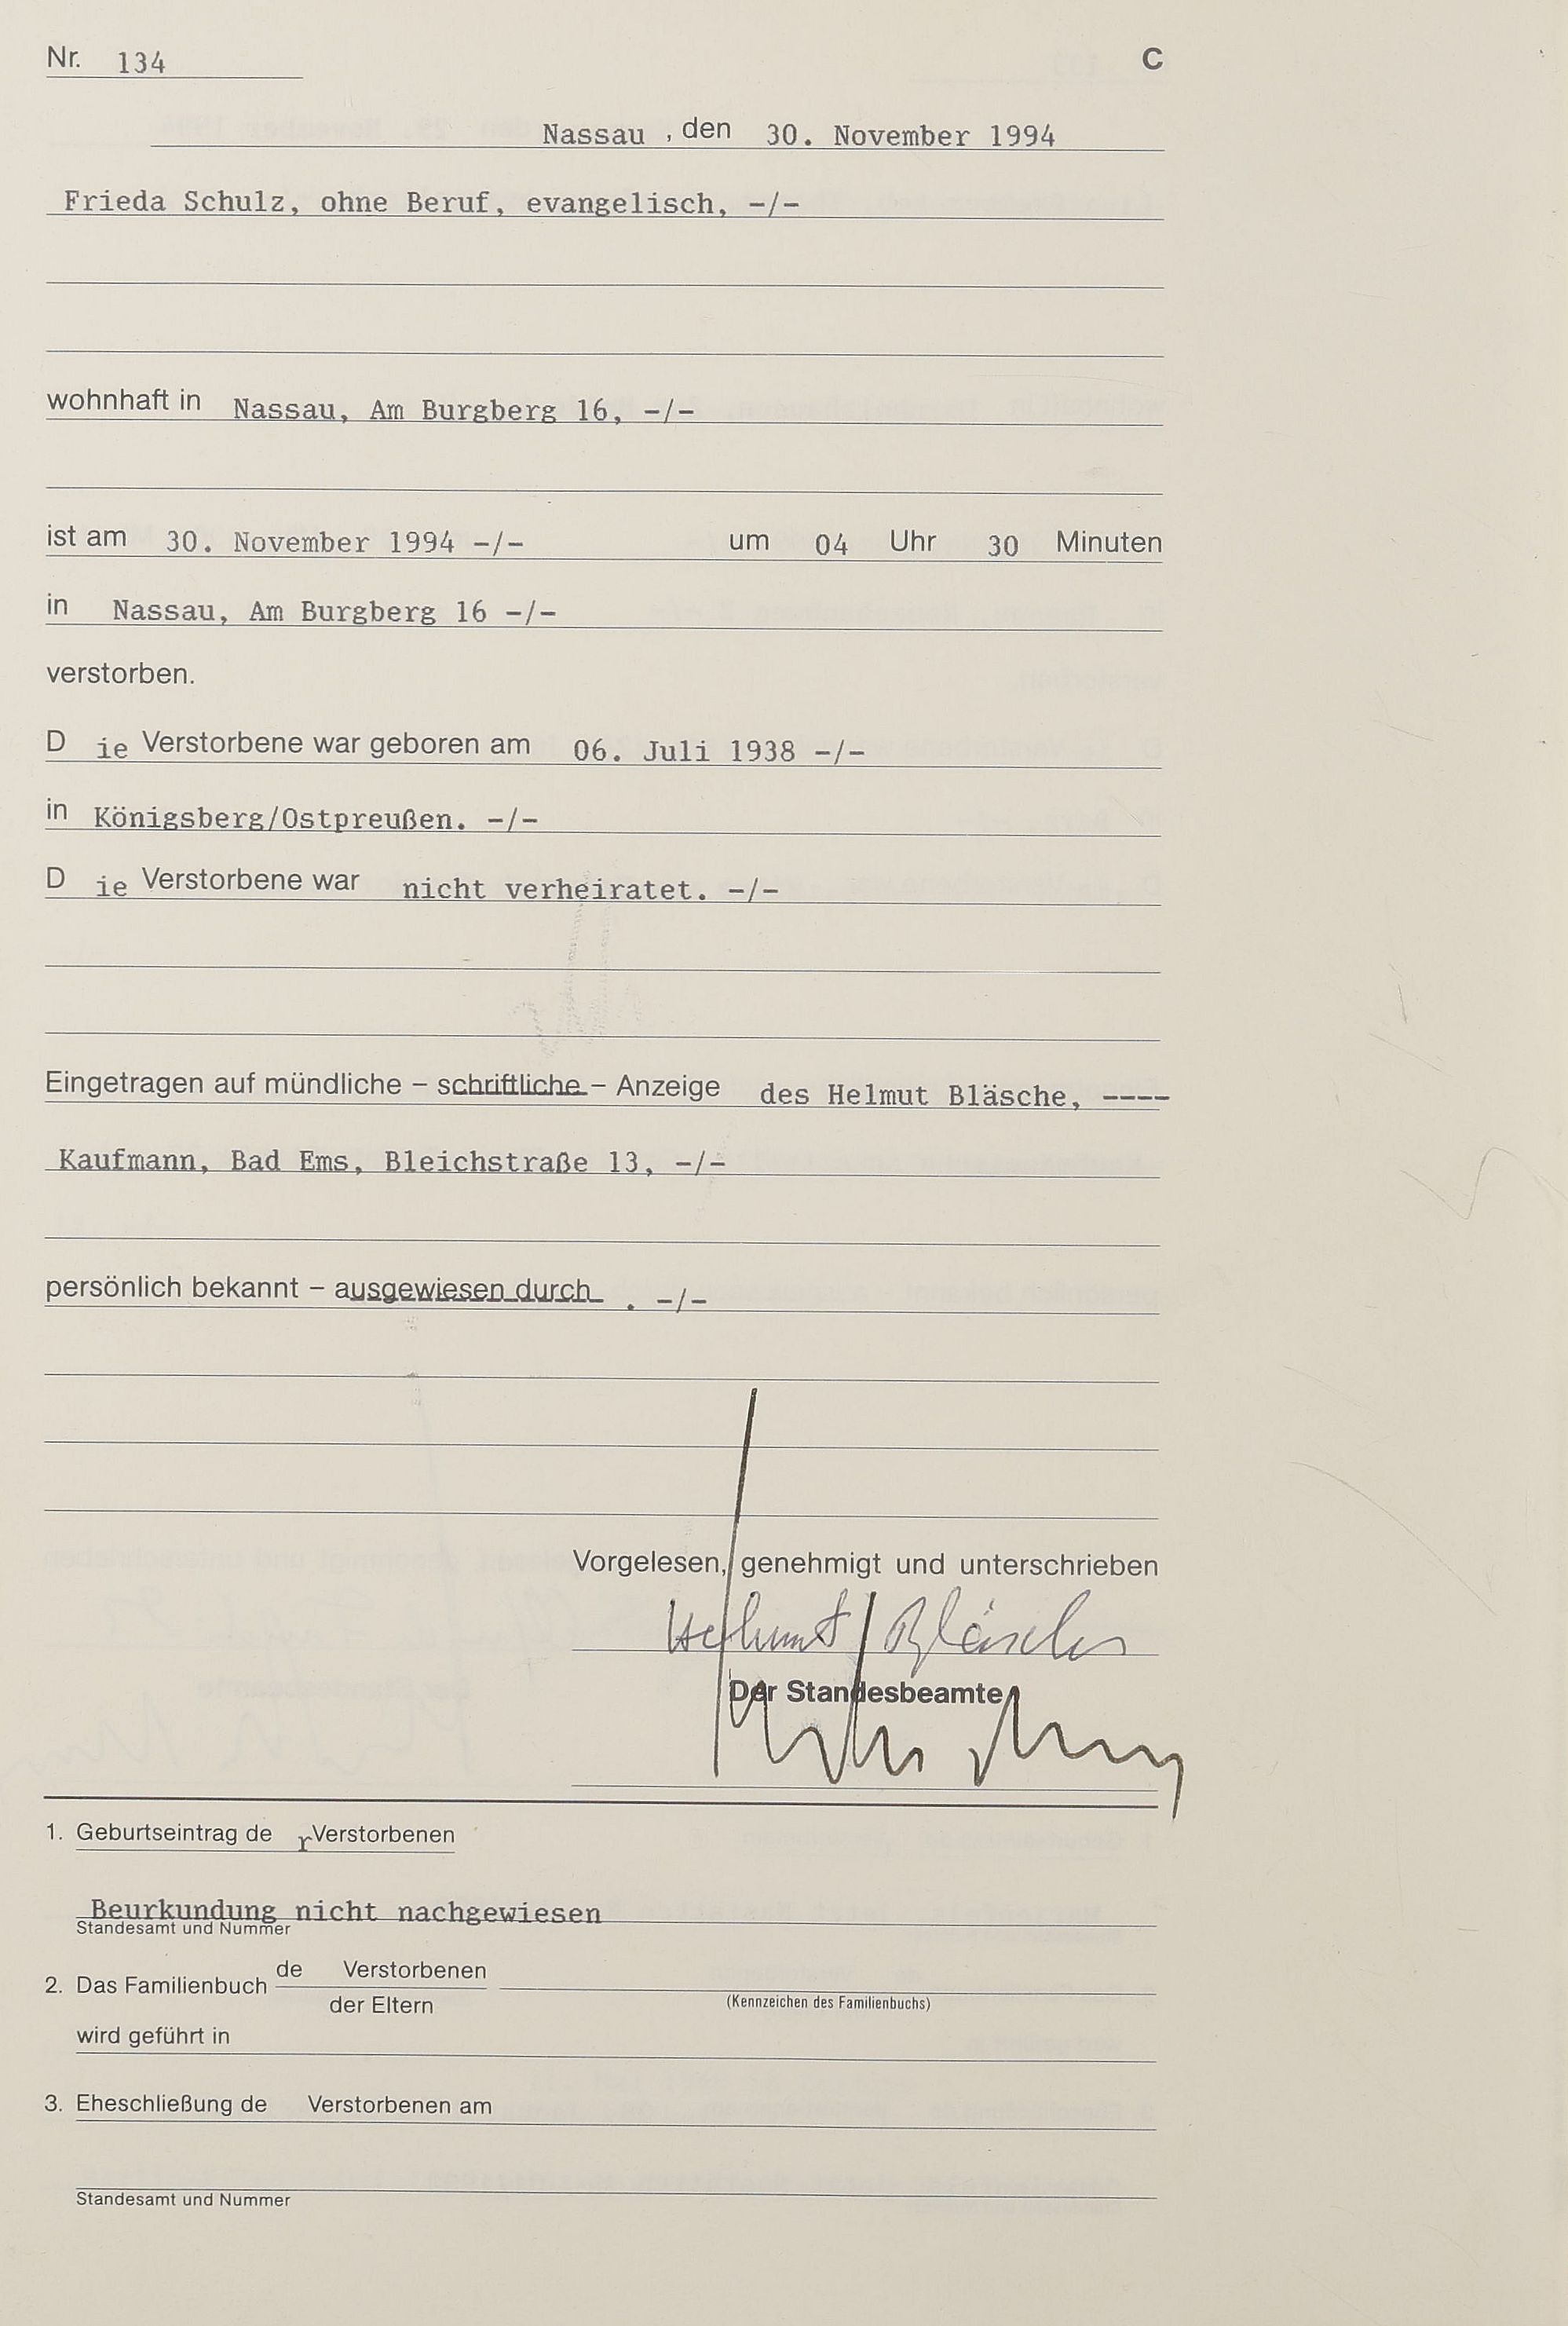 Nr. 134 C
Nassau , den 30. November 1994
Frieda Schulz, ohne Beruf, evangelisch, -/-
wohnhaft in Nassau, Am Burgberg 16, -/-
ist am 30. November 1994 -/- um 04 Uhr 30 Minuten
in Nassau, Am Burgberg 16 -/-
verstorben.
D ie Verstorbene war geboren am 06. Juli 1938 -/-
in Königsberg/Ostpreußen. -/-
D ie Verstorbene war nicht verheiratet. -/-
Eingetragen auf mündliche – schriftliche – Anzeige des Helmut Bläsche, ----
Kaufmann, Bad Ems, Bleichstraße 13, -/-
persönlich bekannt – ausgewiesen durch . -/-
Vorgelesen, genehmigt und unterschrieben
Helmut Bläsche
Der Standesbeamte
1. Geburtseintrag de r Verstorbenen
Beurkundung nicht nachgewiesen
Standesamt und Nummer
2. Das Familienbuch de Verstorbenen
der Eltern
(Kennzeichen des Familienbuchs)
wird geführt in
3. Eheschließung de Verstorbenen am
Standesamt und Nummer